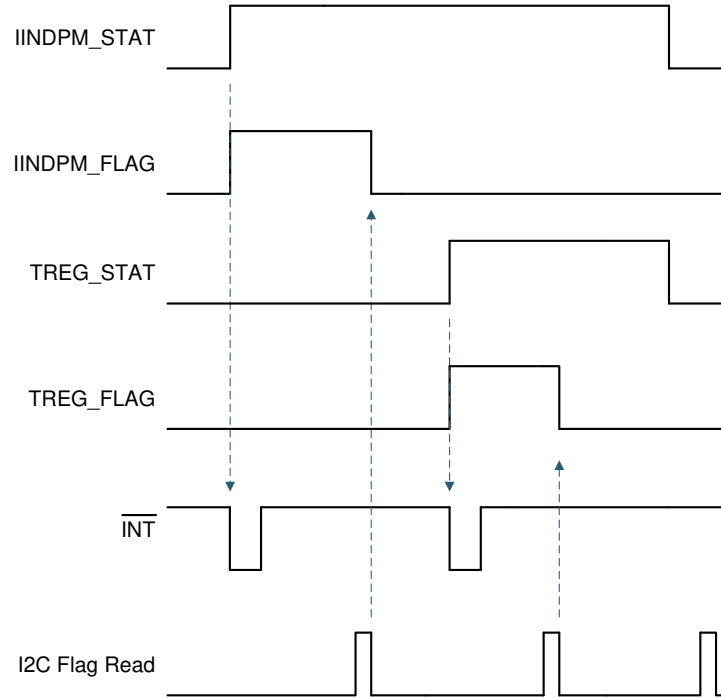 IINDPM_STAT
IINDPM_FLAG
TREG_STAT
TREG_FLAG
INT
I2C Flag Read